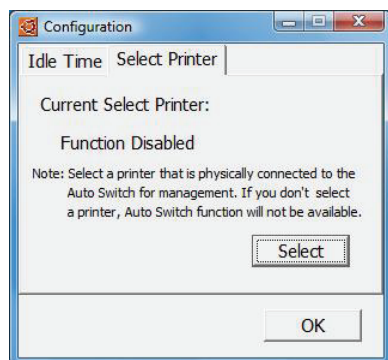 Configuration
Idle Time Select Printer
Current Select Printer:
Function Disabled
Note: Select a printer that is physically connected to the
Auto Switch for management. If you don't select
a printer, Auto Switch function will not be available.
Select
OK